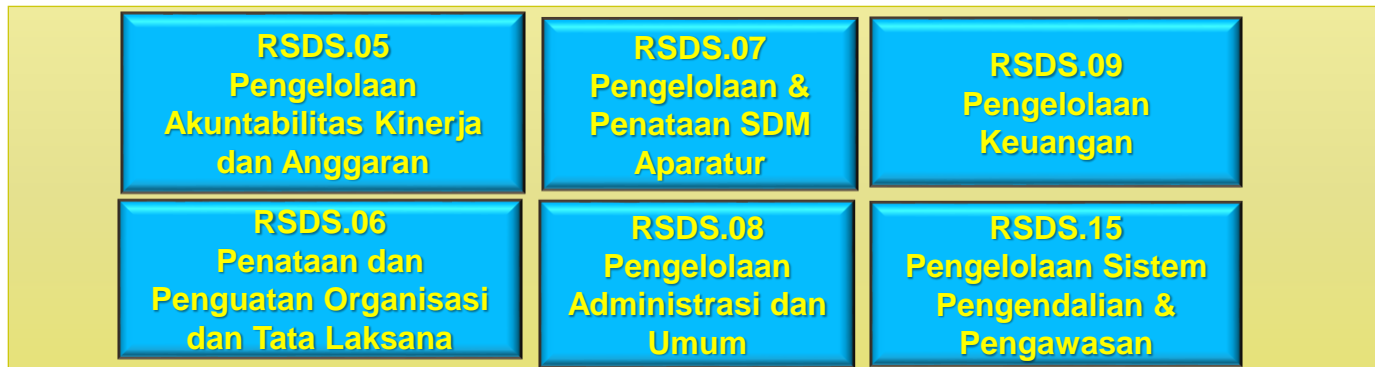 RSDS.05
Pengelolaan
Akuntabilitas Kinerja
dan Anggaran
RSDS.07
Pengelolaan &
Penataan SDM
Aparatur
RSDS.09
Pengelolaan
Keuangan
RSDS.06
Penataan dan
Penguatan Organisasi
dan Tata Laksana
RSDS.08
Pengelolaan
Administrasi dan
Umum
RSDS.15
Pengelolaan Sistem
Pengendalian &
Pengawasan